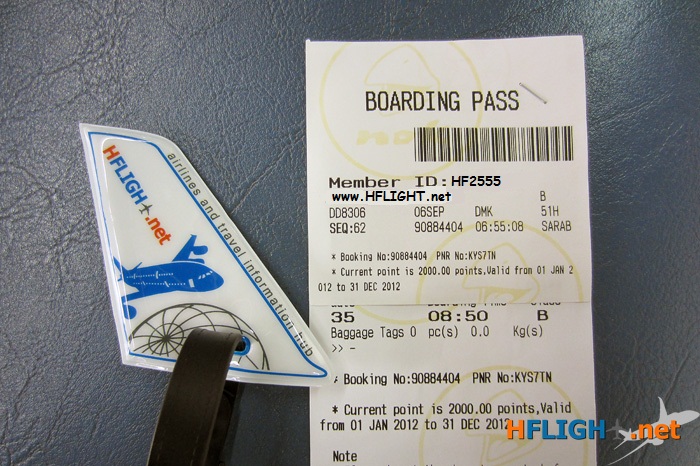 HFLIGH.net
airlines and travel information hub
BOARDING PASS
Member ID:HF2555
www.HFLIGHT.net
B
DD8306 06SEP DMK 51H
SEQ:62 90884404 06:55:08 SARAB
* Booking No:90884404 PNR No:KYS7TN
* Current point is 2000.00 points,Valid from 01 JAN 2
012 to 31 DEC 2012
35 08:50 B
Baggage Tags 0 pc(s) 0.0 Kg(s)
>> -
* Booking No:90884404 PNR No:KYS7TN
* Current point is 2000.00 points,Valid
from 01 JAN 2012 to 31 DEC 2012
Note
HFLIGH.net